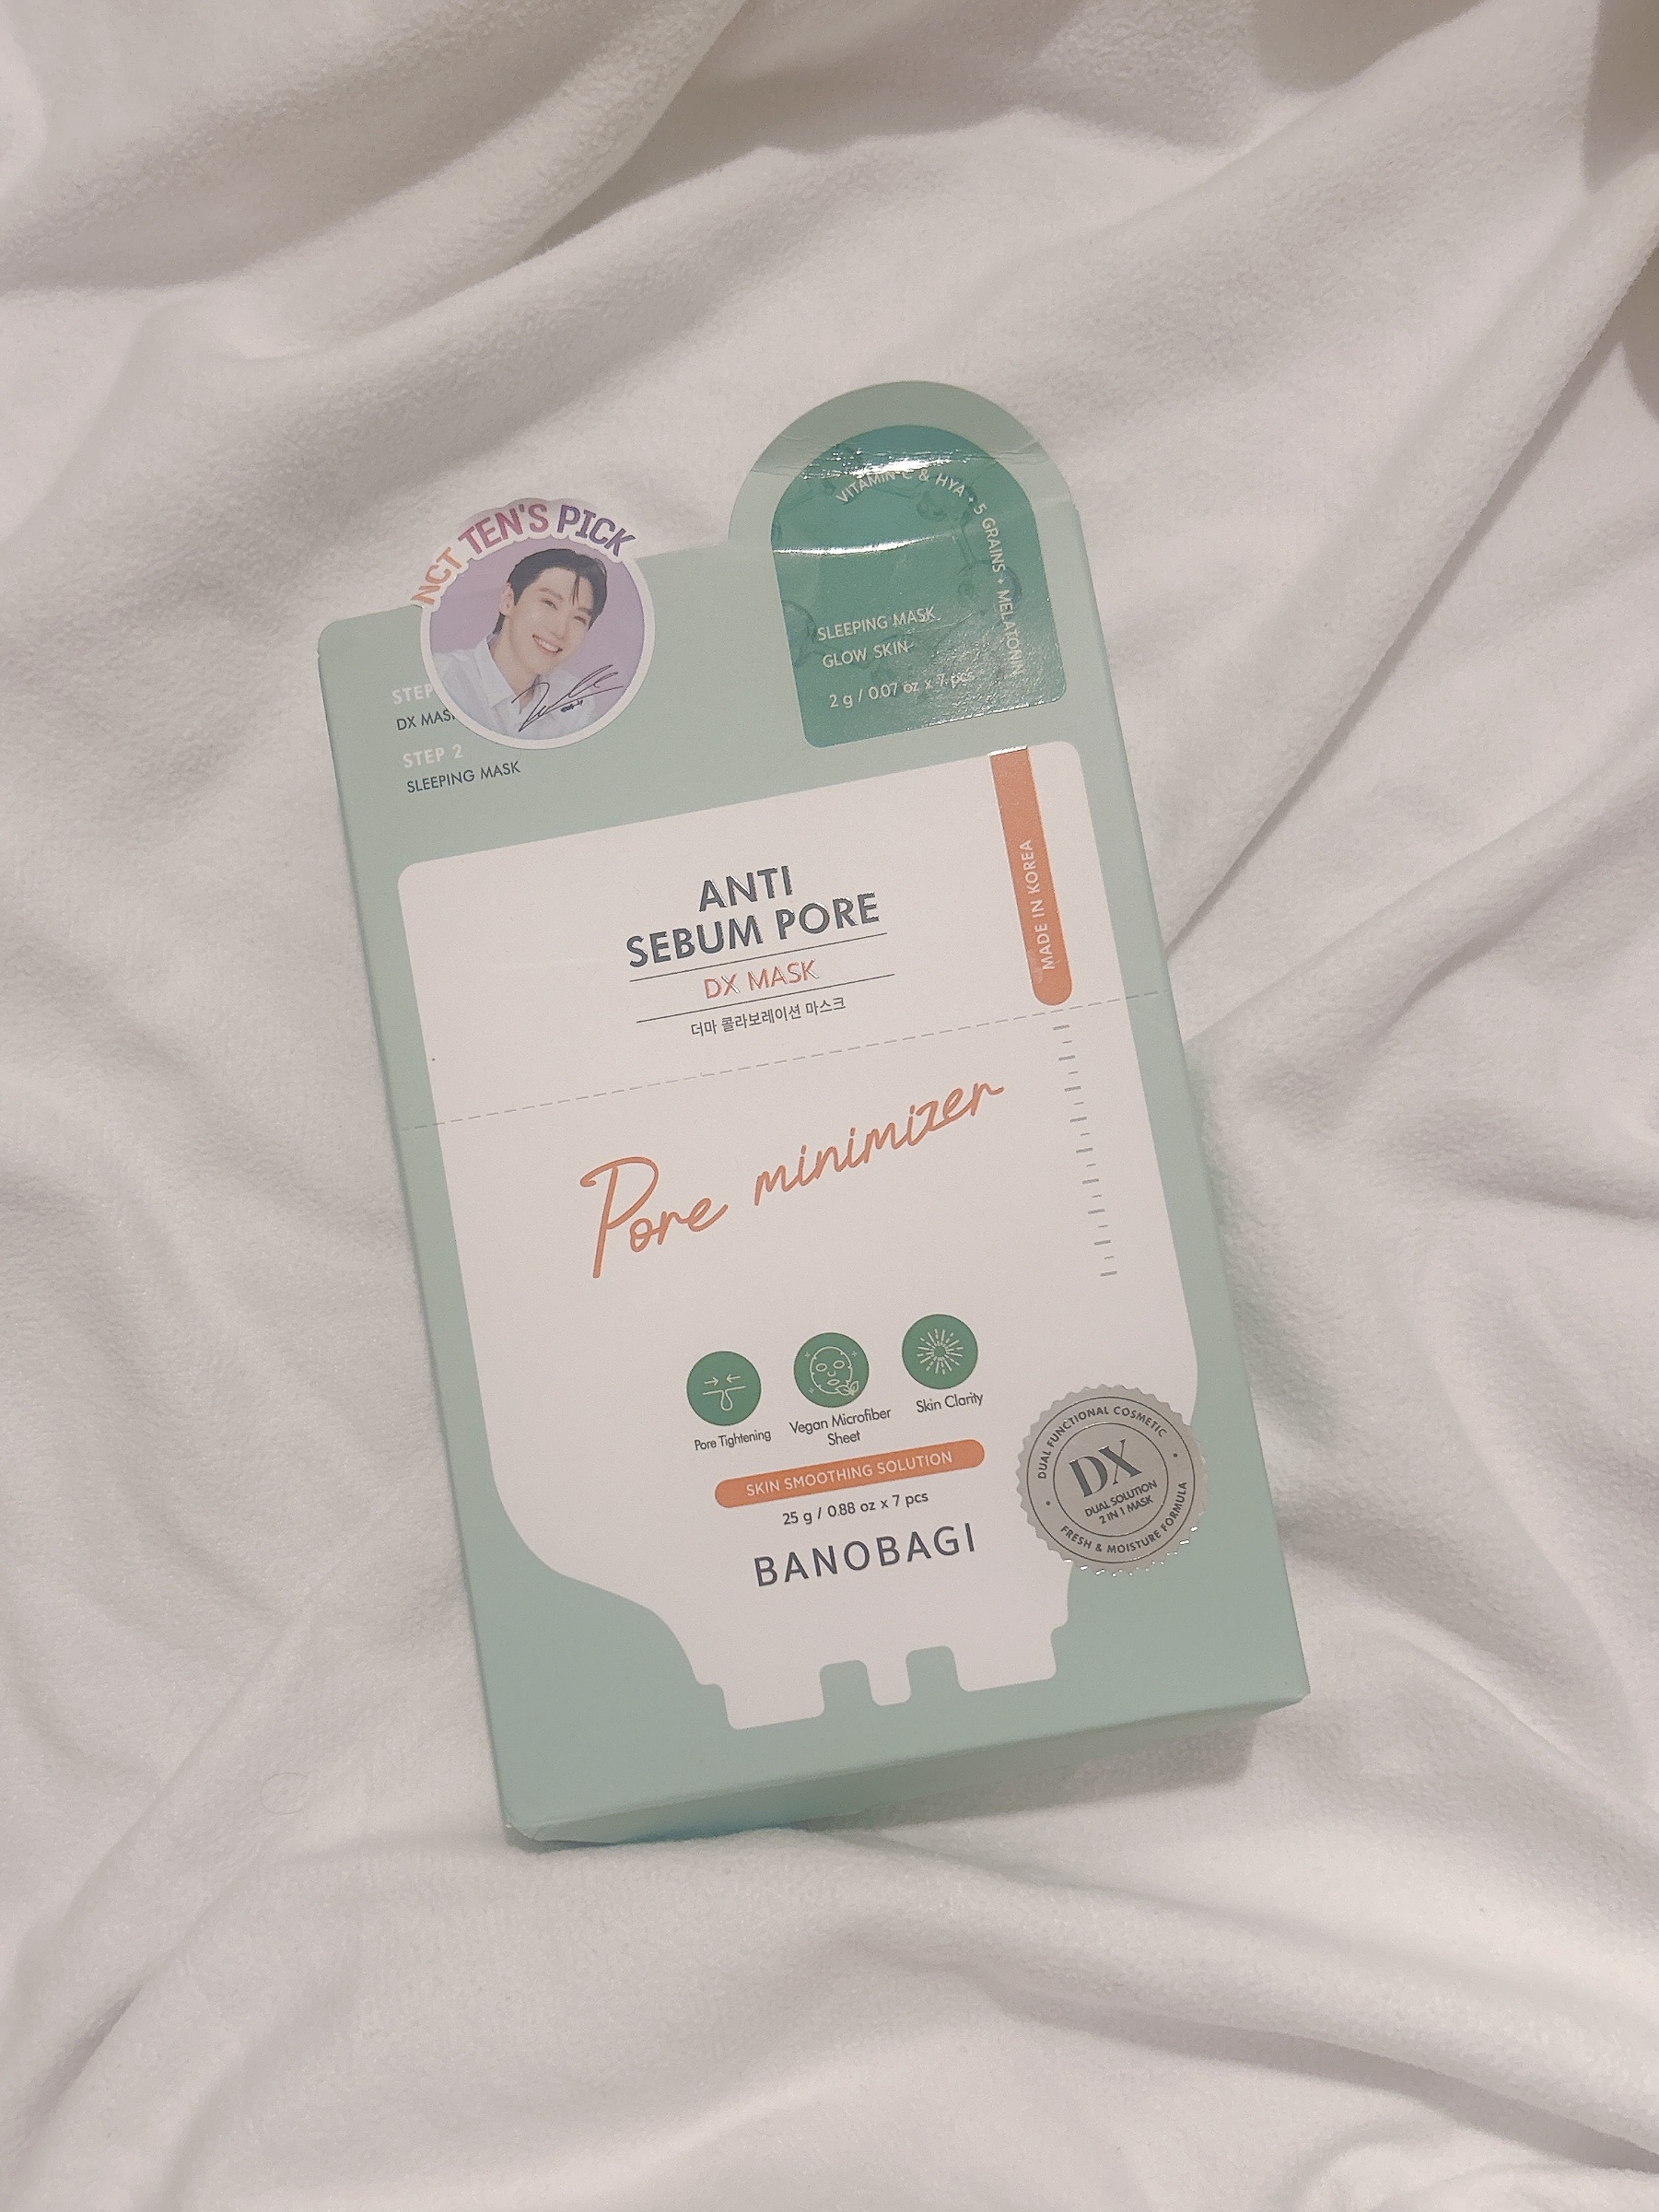 NCT TEN'S PICK
VITAMIN C & HYA • 5 GRAINS • MELATONIN
SLEEPING MASK
GLOW SKIN
2 g / 0.07 oz x 7 pcs
STEP
DX MAS
STEP 2
SLEEPING MASK
MADE IN KOREA
ANTI
SEBUM PORE
DX MASK
더마 콜라보레이션 마스크
Pore minimizer
Pore Tightening
Vegan Microfiber
Sheet
Skin Clarity
SKIN SMOOTHING SOLUTION
25 g / 0.88 oz x 7 pcs
BANOBAGI
DUAL FUNCTIONAL COSMETIC
DX
DUAL SOLUTION
2 IN 1 MASK
FRESH & MOISTURE FORMULA